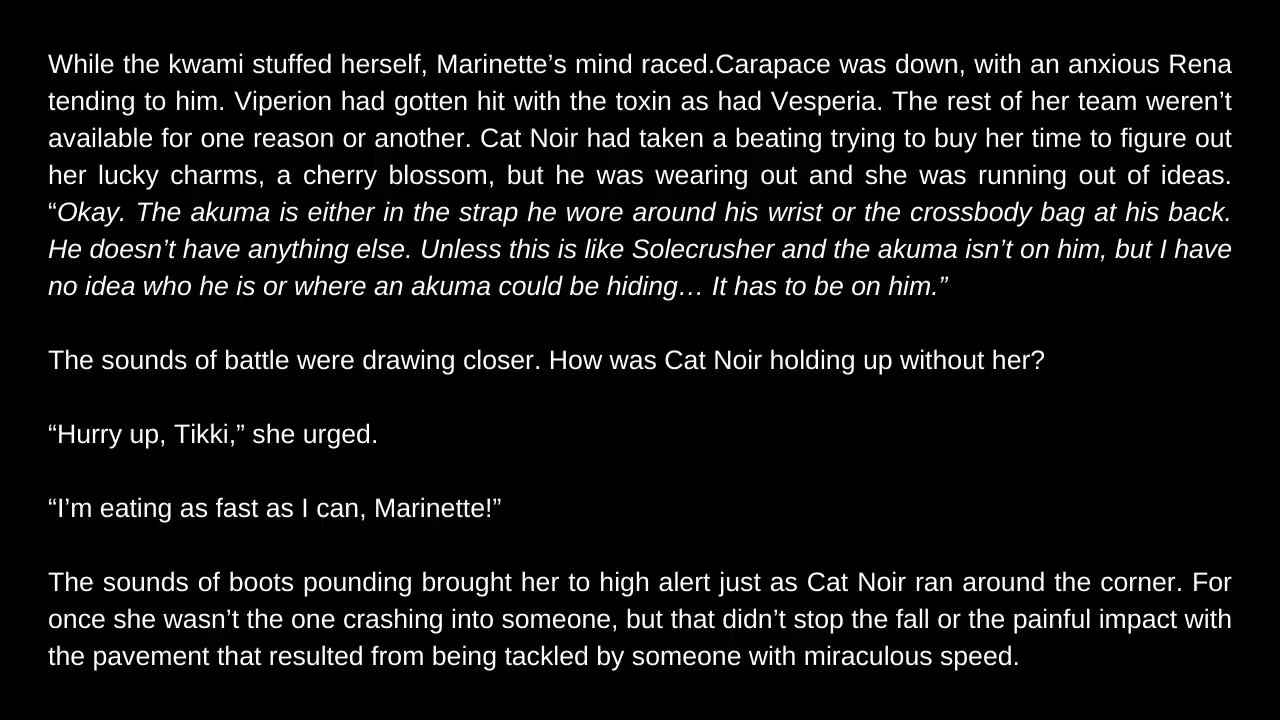 While the kwami stuffed herself, Marinette’s mind raced.Carapace was down, with an anxious Rena
tending to him. Viperion had gotten hit with the toxin as had Vesperia. The rest of her team weren’t
available for one reason or another. Cat Noir had taken a beating trying to buy her time to figure out
her lucky charms, a cherry blossom, but he was wearing out and she was running out of ideas.
“Okay. The akuma is either in the strap he wore around his wrist or the crossbody bag at his back.
He doesn’t have anything else. Unless this is like Solecrusher and the akuma isn’t on him, but I have
no idea who he is or where an akuma could be hiding… It has to be on him.”
The sounds of battle were drawing closer. How was Cat Noir holding up without her?
“Hurry up, Tikki,” she urged.
“I’m eating as fast as I can, Marinette!”
The sounds of boots pounding brought her to high alert just as Cat Noir ran around the corner. For
once she wasn’t the one crashing into someone, but that didn’t stop the fall or the painful impact with
the pavement that resulted from being tackled by someone with miraculous speed.